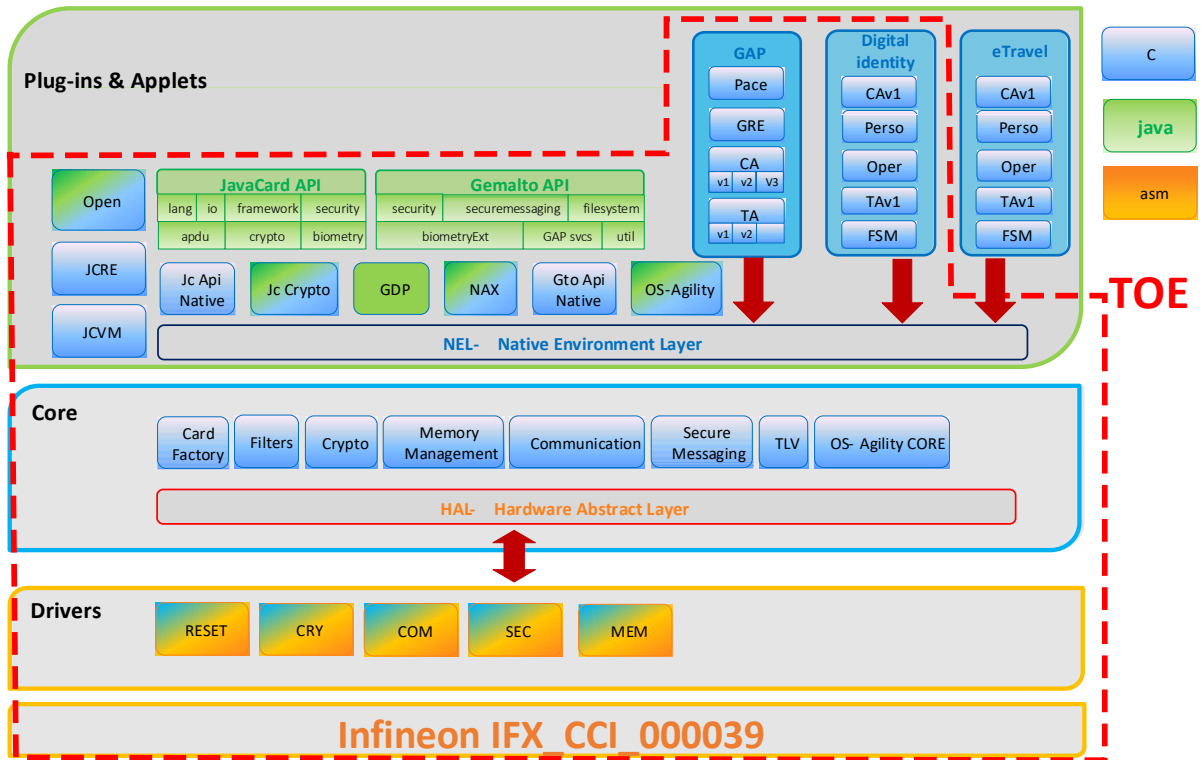 Plug-ins & Applets
GAP
Pace
GRE
CA
v1 v2 V3
TA
v1 v2
Digital
identity
CAv1
Perso
Oper
TAv1
FSM
eTravel
CAv1
Perso
Oper
TAv1
FSM
C
java
asm
TOE
Open
JCRE
JCVM
JavaCard API
lang io framework security
apdu crypto biometry
Gemalto API
security securemessaging filesystem
biometryExt GAP svcs util
Jc Api
Native
Jc Crypto
GDP
NAX
Gto Api
Native
OS-Agility
NEL- Native Environment Layer
Core
Card
Factory
Filters
Crypto
Memory
Management
Communication
Secure
Messaging
TLV
OS- Agility CORE
HAL- Hardware Abstract Layer
Drivers
RESET
CRY
COM
SEC
MEM
Infineon IFX_CCI_000039